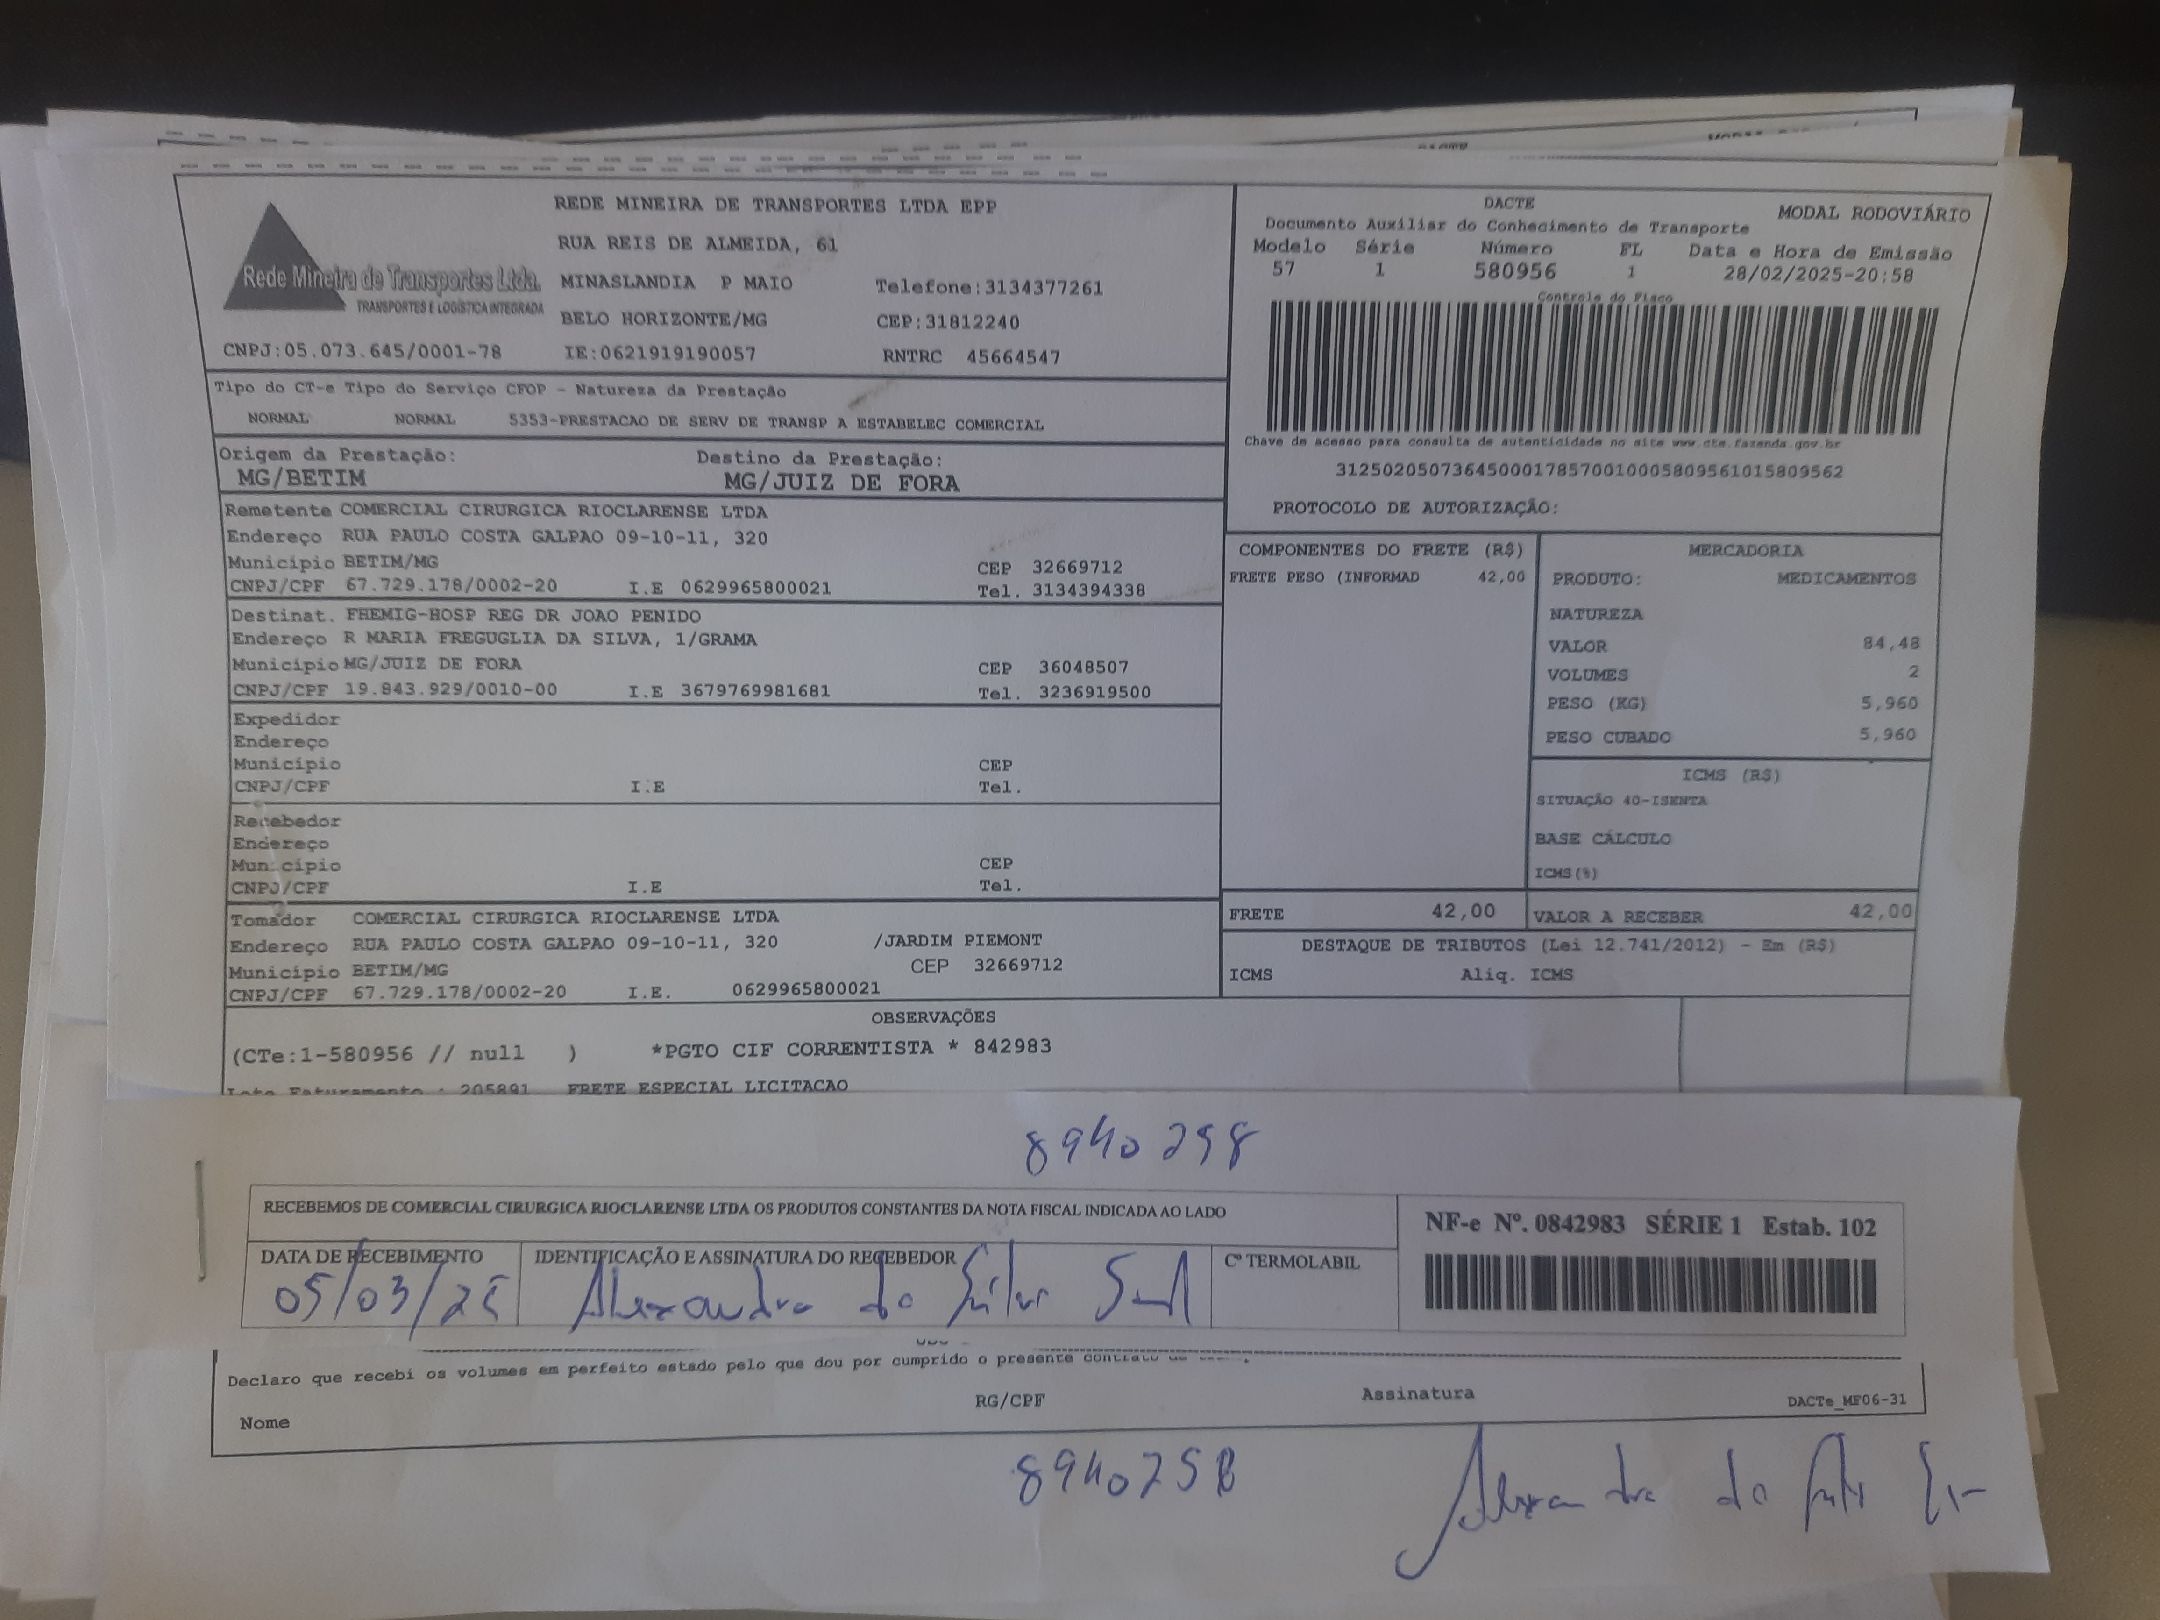 REDE MINEIRA DE TRANSPORTES LTDA EPP
RUA REIS DE ALMEIDA, 61
MINASLANDIA P MAIO Telefone:3134377261
BELO HORIZONTE/MG CEP:31812240
Rede Mineira de Transportes Ltda.
TRANSPORTES E LOGÍSTICA INTEGRADA
CNPJ:05.073.645/0001-78 IE:0621919190057 RNTRC 45664547
DACTE MODAL RODOVIÁRIO
Documento Auxiliar do Conhecimento de Transporte
Modelo Série Número FL Data e Hora de Emissão
57 1 580956 1 28/02/2025-20:58
Controle do Fisco
Chave de acesso para consulta de autenticidade no site www.cte.fazenda.gov.br
31250205073645000178570010005809561015809562
PROTOCOLO DE AUTORIZAÇÃO:
Tipo do CT-e Tipo do Serviço CFOP - Natureza da Prestação
NORMAL NORMAL 5353-PRESTACAO DE SERV DE TRANSP A ESTABELEC COMERCIAL
Origem da Prestação: Destino da Prestação:
MG/BETIM MG/JUIZ DE FORA
Remetente COMERCIAL CIRURGICA RIOCLARENSE LTDA
Endereço RUA PAULO COSTA GALPAO 09-10-11, 320
Município BETIM/MG CEP 32669712
CNPJ/CPF 67.729.178/0002-20 I.E 0629965800021 Tel. 3134394338
Destinat. FHEMIG-HOSP REG DR JOAO PENIDO
Endereço R MARIA FREGUGLIA DA SILVA, 1/GRAMA
Município MG/JUIZ DE FORA CEP 36048507
CNPJ/CPF 19.843.929/0010-00 I.E 3679769981681 Tel. 3236919500
Expedidor
Endereço
Município CEP
CNPJ/CPF I.E Tel.
Recebedor
Endereço
Município CEP
CNPJ/CPF I.E Tel.
Tomador COMERCIAL CIRURGICA RIOCLARENSE LTDA
Endereço RUA PAULO COSTA GALPAO 09-10-11, 320 /JARDIM PIEMONT
Município BETIM/MG CEP 32669712
CNPJ/CPF 67.729.178/0002-20 I.E. 0629965800021
COMPONENTES DO FRETE (R$)
FRETE PESO (INFORMAD 42,00
MERCADORIA
PRODUTO: MEDICAMENTOS
NATUREZA
VALOR 84,48
VOLUMES 2
PESO (KG) 5,960
PESO CUBADO 5,960
ICMS (R$)
SITUAÇÃO 40-ISENTA
BASE CÁLCULO
ICMS(%)
FRETE 42,00 VALOR A RECEBER 42,00
DESTAQUE DE TRIBUTOS (Lei 12.741/2012) - Em (R$)
ICMS Aliq. ICMS
OBSERVAÇÕES
(CTe:1-580956 // null ) *PGTO CIF CORRENTISTA * 842983
Lote Faturamento : 205891 FRETE ESPECIAL LICITACAO
8940298
RECEBEMOS DE COMERCIAL CIRURGICA RIOCLARENSE LTDA OS PRODUTOS CONSTANTES DA NOTA FISCAL INDICADA AO LADO
NF-e Nº. 0842983 SÉRIE 1 Estab. 102
DATA DE RECEBIMENTO IDENTIFICAÇÃO E ASSINATURA DO RECEBEDOR Cº TERMOLABIL
05/03/25 Alexandre da Silva
Declaro que recebi os volumes em perfeito estado pelo que dou por cumprido o presente contrato de
Nome RG/CPF Assinatura DACTe_MF06-31
Alexandre da